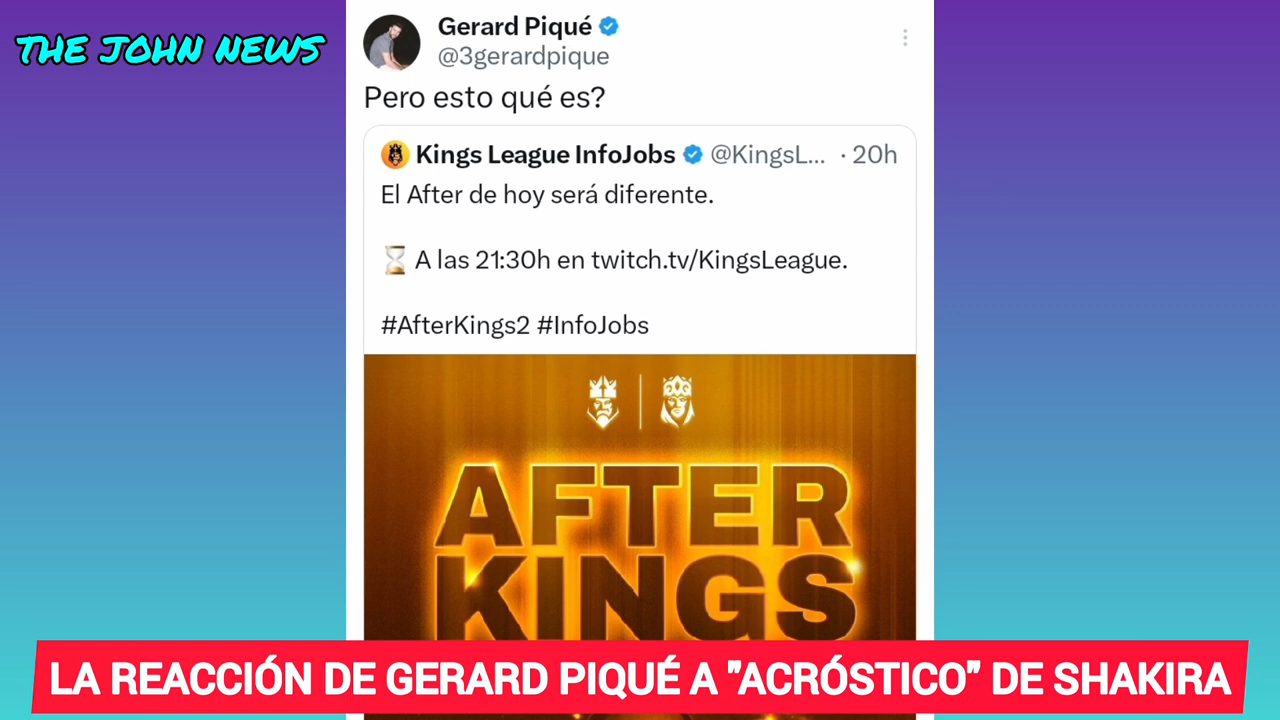 THE JOHN NEWS
Gerard Piqué
@3gerardpique
Pero esto qué es?
Kings League InfoJobs @KingsL... · 20h
El After de hoy será diferente.
⏳ A las 21:30h en twitch.tv/KingsLeague.
#AfterKings2 #InfoJobs
AFTER
KINGS
LA REACCIÓN DE GERARD PIQUÉ A "ACRÓSTICO" DE SHAKIRA